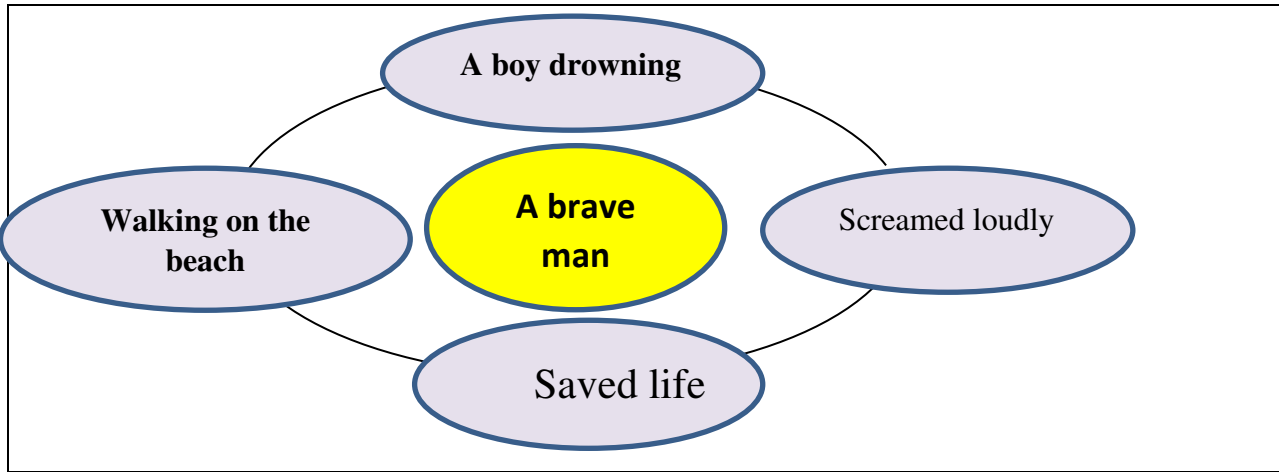 A boy drowning
Walking on the
beach
A brave
man
Screamed loudly
Saved life